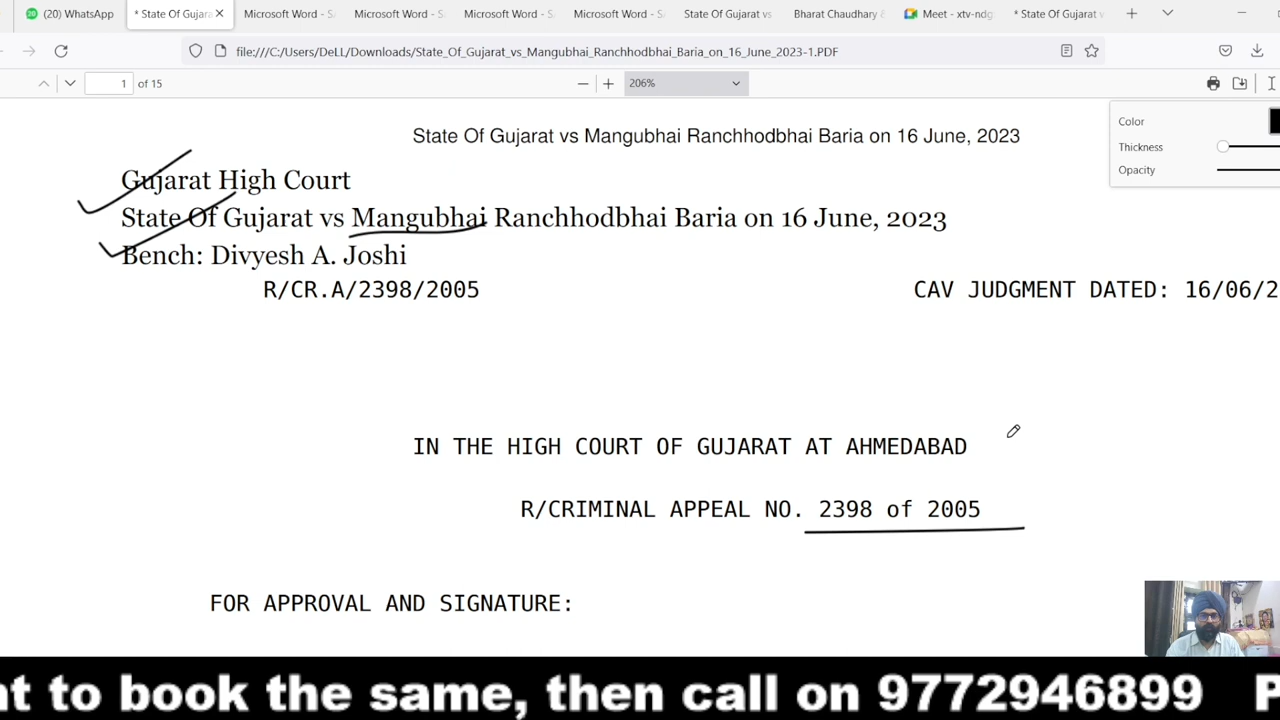 (20) WhatsApp
* State Of Gujara
Microsoft Word - S
Microsoft Word - S
Microsoft Word - S
Microsoft Word - S
State Of Gujarat vs
Bharat Chaudhary &
Meet - xtv-ndg
* State Of Gujarat v
file:///C:/Users/DeLL/Downloads/State_Of_Gujarat_vs_Mangubhai_Ranchhodbhai_Baria_on_16_June_2023-1.PDF
1 of 15
206%
Color
Thickness
Opacity
State Of Gujarat vs Mangubhai Ranchhodbhai Baria on 16 June, 2023
Gujarat High Court
State Of Gujarat vs Mangubhai Ranchhodbhai Baria on 16 June, 2023
Bench: Divyesh A. Joshi
R/CR.A/2398/2005 CAV JUDGMENT DATED: 16/06/2
IN THE HIGH COURT OF GUJARAT AT AHMEDABAD
R/CRIMINAL APPEAL NO. 2398 of 2005
FOR APPROVAL AND SIGNATURE:
nt to book the same, then call on 9772946899 P